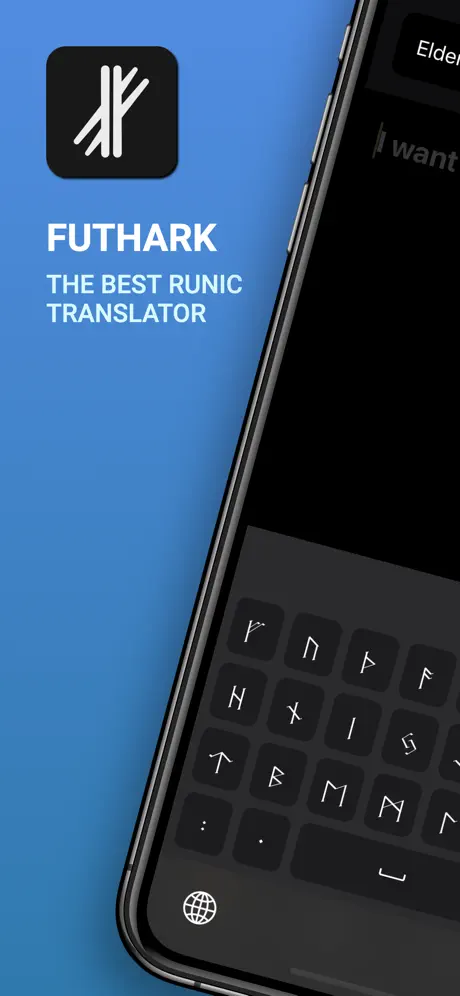 FUTHARK
THE BEST RUNIC
TRANSLATOR
Elder
I want
ᚠ ᚢ ᚦ ᚨ
ᚺ ᚾ ᛁ ᛃ
ᛏ ᛒ ᛖ ᛗ ᛚ
: ·